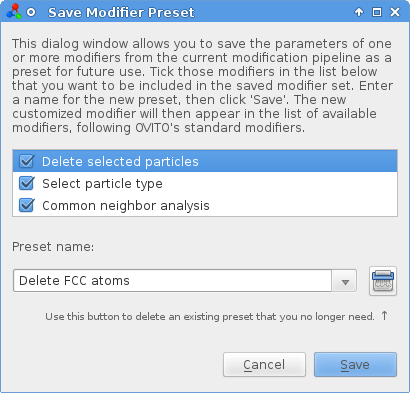 Save Modifier Preset
This dialog window allows you to save the parameters of one
or more modifiers from the current modification pipeline as a
preset for future use. Tick those modifiers in the list below
that you want to be included in the saved modifier set. Enter
a name for the new preset, then click 'Save'. The new
customized modifier will then appear in the list of available
modifiers, following OVITO's standard modifiers.
Delete selected particles
Select particle type
Common neighbor analysis
Preset name:
Delete FCC atoms
Use this button to delete an existing preset that you no longer need. ↑
Cancel
Save